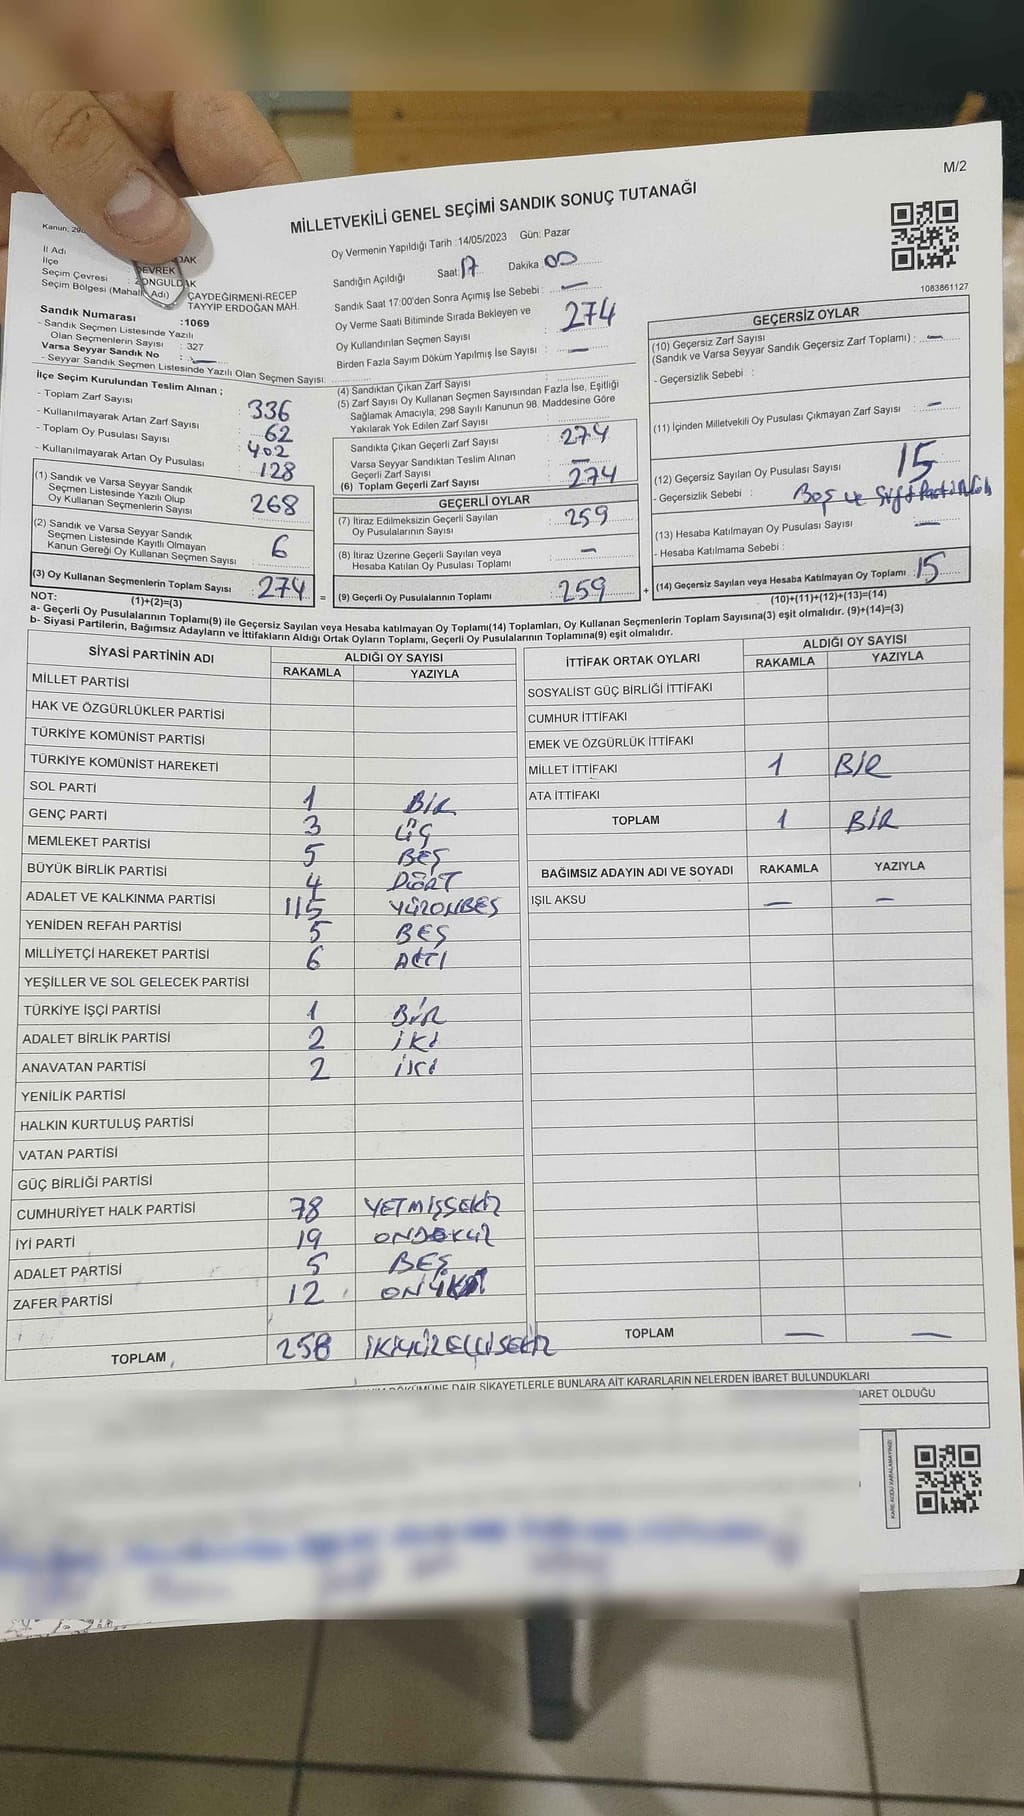 M/2
MİLLETVEKİLİ GENEL SEÇİMİ SANDIK SONUÇ TUTANAĞI
1083861127
İl Adı
İlçe DEVREK
Seçim Çevresi : ZONGULDAK
Seçim Bölgesi (Mahalle Adı) : ÇAYDEĞİRMENİ-RECEP
TAYYİP ERDOĞAN MAH.
Sandık Numarası :1069
- Sandık Seçmen Listesinde Yazılı
Olan Seçmenlerin Sayısı : 327
Varsa Seyyar Sandık No : —
- Seyyar Sandık Seçmen Listesinde Yazılı Olan Seçmen Sayısı:
İlçe Seçim Kurulundan Teslim Alınan ;
- Toplam Zarf Sayısı : 336
- Kullanılmayarak Artan Zarf Sayısı : 62
- Toplam Oy Pusulası Sayısı : 402
- Kullanılmayarak Artan Oy Pusulası : 128
(1) Sandık ve Varsa Seyyar Sandık
Seçmen Listesinde Yazılı Olup
Oy Kullanan Seçmenlerin Sayısı : 268
(2) Sandık ve Varsa Seyyar Sandık
Seçmen Listesinde Kayıtlı Olmayan
Kanun Gereği Oy Kullanan Seçmen Sayısı : 6
(3) Oy Kullanan Seçmenlerin Toplam Sayısı : 274 =
(1)+(2)=(3)
Oy Vermenin Yapıldığı Tarih :14/05/2023 Gün: Pazar
Sandığın Açıldığı Saat: 17 Dakika : 00
Sandık Saat 17:00'den Sonra Açımış İse Sebebi : —
Oy Verme Saati Bitiminde Sırada Bekleyen ve
Oy Kullandırılan Seçmen Sayısı : 274
Birden Fazla Sayım Döküm Yapılmış İse Sayısı : —
(4) Sandıktan Çıkan Zarf Sayısı :
(5) Zarf Sayısı Oy Kullanan Seçmen Sayısından Fazla İse, Eşitliği
Sağlamak Amacıyla, 298 Sayılı Kanunun 98. Maddesine Göre
Yakılarak Yok Edilen Zarf Sayısı :
Sandıkta Çıkan Geçerli Zarf Sayısı : 274
Varsa Seyyar Sandıktan Teslim Alınan
Geçerli Zarf Sayısı : —
(6) Toplam Geçerli Zarf Sayısı : 274
GEÇERLİ OYLAR
(7) İtiraz Edilmeksizin Geçerli Sayılan
Oy Pusulalarının Sayısı : 259
(8) İtiraz Üzerine Geçerli Sayılan veya
Hesaba Katılan Oy Pusulası Toplamı : —
(9) Geçerli Oy Pusulalarının Toplamı : 259 +
GEÇERSİZ OYLAR
(10) Geçersiz Zarf Sayısı
(Sandık ve Varsa Seyyar Sandık Geçersiz Zarf Toplamı) : —
- Geçersizlik Sebebi :
(11) İçinden Milletvekili Oy Pusulası Çıkmayan Zarf Sayısı : —
(12) Geçersiz Sayılan Oy Pusulası Sayısı : 15
- Geçersizlik Sebebi : Boş ve
(13) Hesaba Katılmayan Oy Pusulası Sayısı : —
- Hesaba Katılmama Sebebi :
(14) Geçersiz Sayılan veya Hesaba Katılmayan Oy Toplamı : 15
(10)+(11)+(12)+(13)=(14)
NOT:
a- Geçerli Oy Pusulalarının Toplamı(9) ile Geçersiz Sayılan veya Hesaba Katılmayan Oy Toplamı(14) Toplamları, Oy Kullanan Seçmenlerin Toplam Sayısına(3) eşit olmalıdır. (9)+(14)=(3)
b- Siyasi Partilerin, Bağımsız Adayların ve İttifakların Aldığı Ortak Oyların Toplamı, Geçerli Oy Pusulalarının Toplamına(9) eşit olmalıdır.
SİYASİ PARTİNİN ADI ALDIĞI OY SAYISI
RAKAMLA YAZIYLA
MİLLET PARTİSİ
HAK VE ÖZGÜRLÜKLER PARTİSİ
TÜRKİYE KOMÜNİST PARTİSİ
TÜRKİYE KOMÜNİST HAREKETİ
SOL PARTİ 1 BİR
GENÇ PARTİ 3 ÜÇ
MEMLEKET PARTİSİ 5 BEŞ
BÜYÜK BİRLİK PARTİSİ 4 DÖRT
ADALET VE KALKINMA PARTİSİ 115 YÜZONBEŞ
YENİDEN REFAH PARTİSİ 5 BEŞ
MİLLİYETÇİ HAREKET PARTİSİ 6 ALTI
YEŞİLLER VE SOL GELECEK PARTİSİ
TÜRKİYE İŞÇİ PARTİSİ 1 BİR
ADALET BİRLİK PARTİSİ 2 İKİ
ANAVATAN PARTİSİ 2 İKİ
YENİLİK PARTİSİ
HALKIN KURTULUŞ PARTİSİ
VATAN PARTİSİ
GÜÇ BİRLİĞİ PARTİSİ
CUMHURİYET HALK PARTİSİ 78 YETMİŞSEKİZ
İYİ PARTİ 19 ONDOKUZ
ADALET PARTİSİ 5 BEŞ
ZAFER PARTİSİ 12 ONİKİ
TOPLAM 258 İKİYÜZELLİSEKİZ
İTTİFAK ORTAK OYLARI ALDIĞI OY SAYISI
RAKAMLA YAZIYLA
SOSYALİST GÜÇ BİRLİĞİ İTTİFAKI
CUMHUR İTTİFAKI
EMEK VE ÖZGÜRLÜK İTTİFAKI
MİLLET İTTİFAKI 1 BİR
ATA İTTİFAKI
TOPLAM 1 BİR
BAĞIMSIZ ADAYIN ADI VE SOYADI RAKAMLA YAZIYLA
IŞIL AKSU — —
TOPLAM — —
DÖKÜMÜNE DAİR ŞİKAYETLERLE BUNLARA AİT KARARLARIN NELERDEN İBARET BULUNDUKLARI
İBARET OLDUĞU
KARE KODU KARALAMAYINIZ!